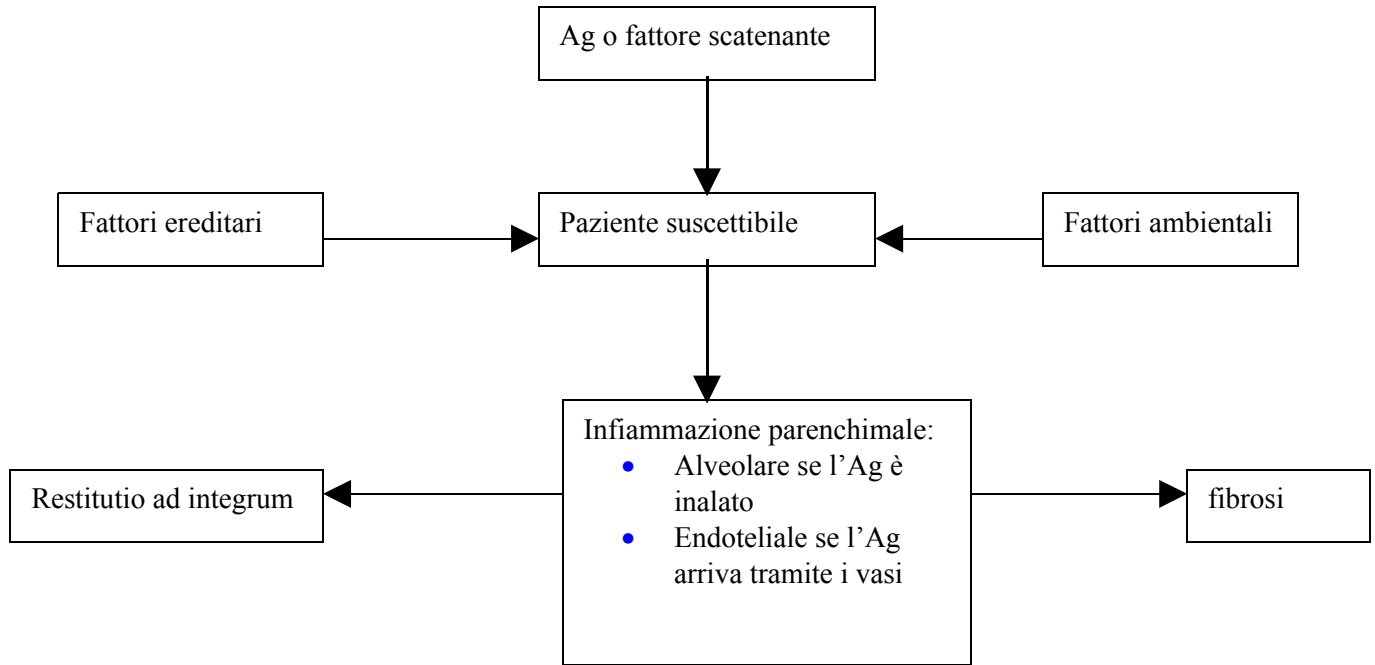 Ag o fattore scatenante
Fattori ereditari
Paziente suscettibile
Fattori ambientali
Infiammazione parenchimale:
• Alveolare se l’Ag è
inalato
• Endoteliale se l’Ag
arriva tramite i vasi
Restitutio ad integrum
fibrosi